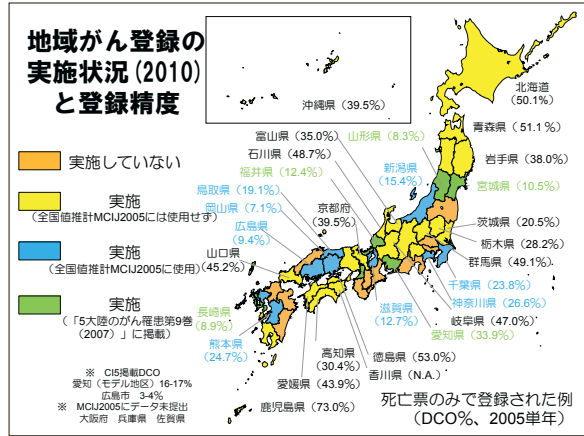 地域がん登録の
実施状況(2010)
と登録精度
沖縄県(39.5%)
北海道
(50.1%)
青森県(51.1%)
岩手県(38.0%)
宮城県(10.5%)
富山県(35.0%)
山形県(8.3%)
石川県(48.7%)
福井県(12.4%)
新潟県
(15.4%)
鳥取県(19.1%)
岡山県(7.1%)
京都府
(39.5%)
広島県
(9.4%)
山口県
(45.2%)
茨城県(20.5%)
栃木県(28.2%)
群馬県(49.1%)
千葉県(23.8%)
神奈川県(26.6%)
岐阜県(47.0%)
滋賀県
(12.7%)
愛知県(33.9%)
長崎県
(8.9%)
熊本県
(24.7%)
高知県
(30.4%)
徳島県(53.0%)
香川県(N.A.)
愛媛県(43.9%)
鹿児島県(73.0%)
実施していない
実施
(全国値推計MCIJ2005には使用せず)
実施
(全国値推計MCIJ2005に使用)
実施
(「5大陸のがん罹患第9巻
(2007)」に掲載)
※ CI5掲載DCO
愛知(モデル地区)16-17%
広島市 3-4%
※ MCIJ2005にデータ未提出
大阪府 兵庫県 佐賀県
死亡票のみで登録された例
(DCO%、2005単年)